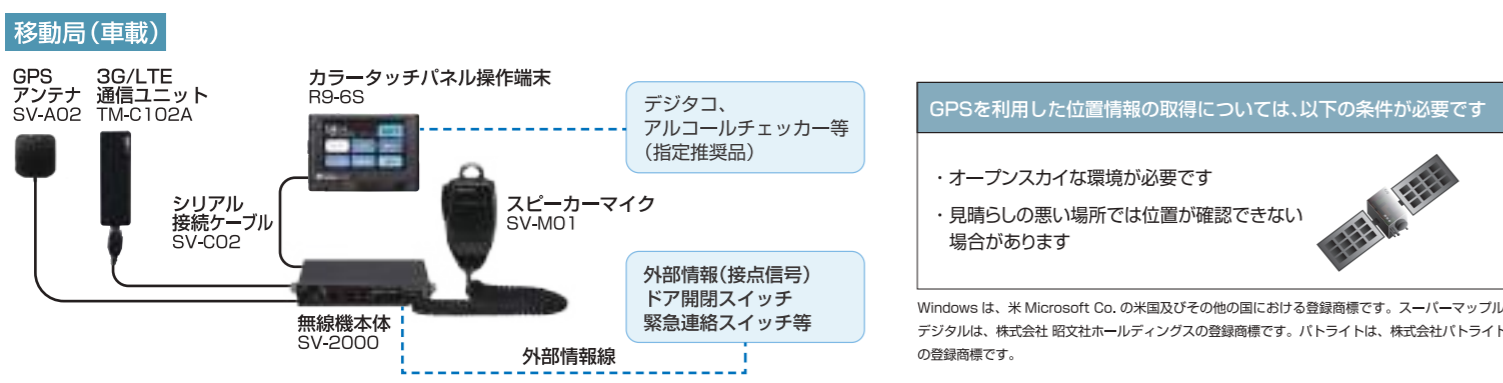 移動局(車載)
GPS
アンテナ
SV-A02
3G/LTE
通信ユニット
TM-C102A
カラータッチパネル操作端末
R9-6S
デジタコ、
アルコールチェッカー等
(指定推奨品)
シリアル
接続ケーブル
SV-C02
スピーカーマイク
SV-M01
無線機本体
SV-2000
外部情報(接点信号)
ドア開閉スイッチ
緊急連絡スイッチ等
外部情報線
GPSを利用した位置情報の取得については、以下の条件が必要です
・オープンスカイな環境が必要です
・見晴らしの悪い場所では位置が確認できない
場合があります
Windows は、米 Microsoft Co. の米国及びその他の国における登録商標です。スーパーマップル
デジタルは、株式会社 昭文社ホールディングスの登録商標です。パトライトは、株式会社パトライト
の登録商標です。